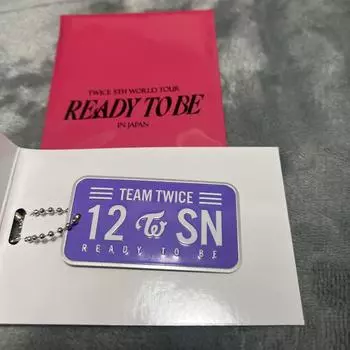 TWICE 5TH WORLD TOUR
READY TO BE
IN JAPAN
TEAM TWICE
12 SN
READY TO BE